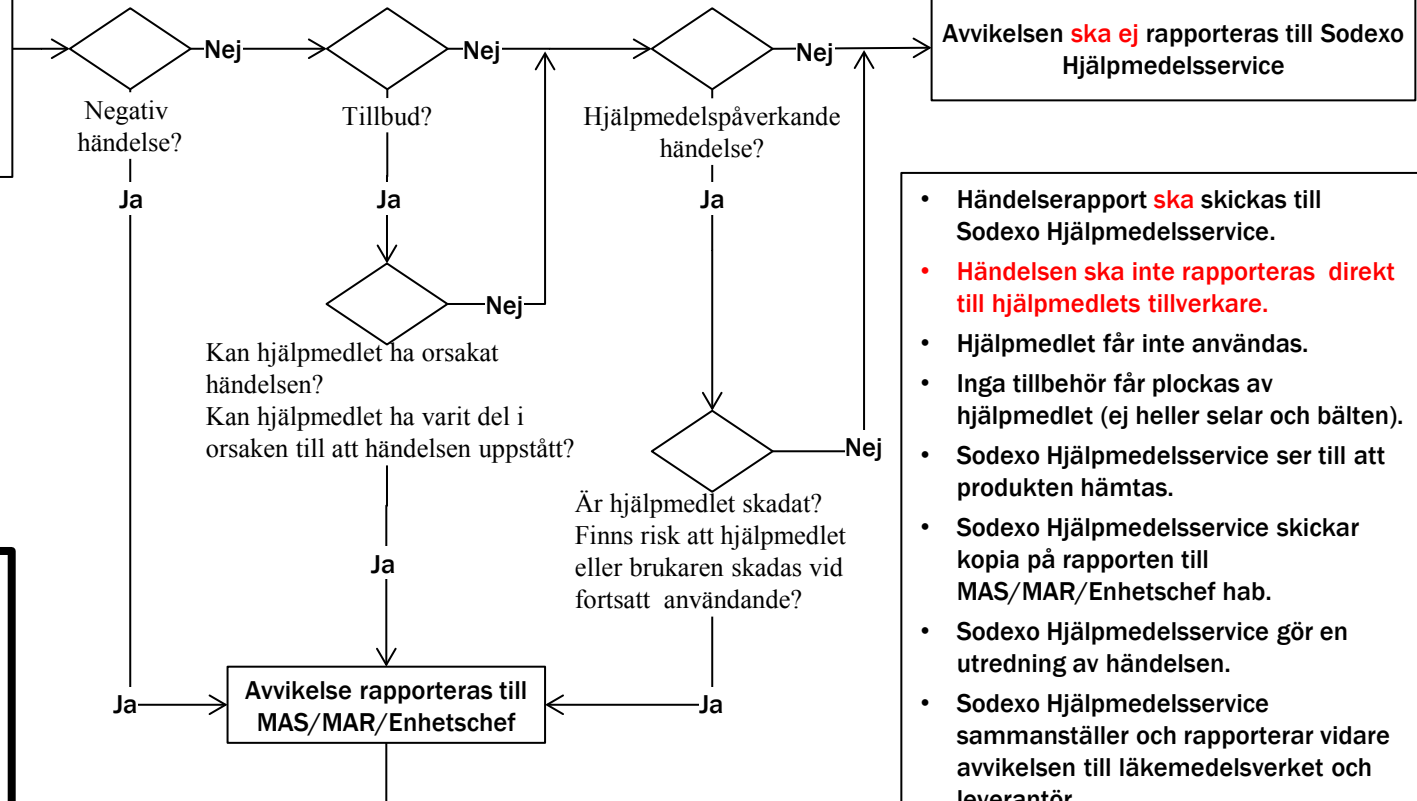 Nej
Nej
Nej
Avvikelsen ska ej rapporteras till Sodexo
Hjälpmedelsservice
Negativ
händelse?
Tillbud?
Hjälpmedelspåverkande
händelse?
Ja
Ja
Ja
Nej
Kan hjälpmedlet ha orsakat
händelsen?
Kan hjälpmedlet ha varit del i
orsaken till att händelsen uppstått?
Nej
Är hjälpmedlet skadat?
Finns risk att hjälpmedlet
eller brukaren skadas vid
fortsatt användande?
Ja
Ja
Avvikelse rapporteras till
MAS/MAR/Enhetschef
Ja
• Händelserapport ska skickas till
Sodexo Hjälpmedelsservice.
• Händelsen ska inte rapporteras direkt
till hjälpmedlets tillverkare.
• Hjälpmedlet får inte användas.
• Inga tillbehör får plockas av
hjälpmedlet (ej heller selar och bälten).
• Sodexo Hjälpmedelsservice ser till att
produkten hämtas.
• Sodexo Hjälpmedelsservice skickar
kopia på rapporten till
MAS/MAR/Enhetschef hab.
• Sodexo Hjälpmedelsservice gör en
utredning av händelsen.
• Sodexo Hjälpmedelsservice
sammanställer och rapporterar vidare
avvikelsen till läkemedelsverket och
leverantör